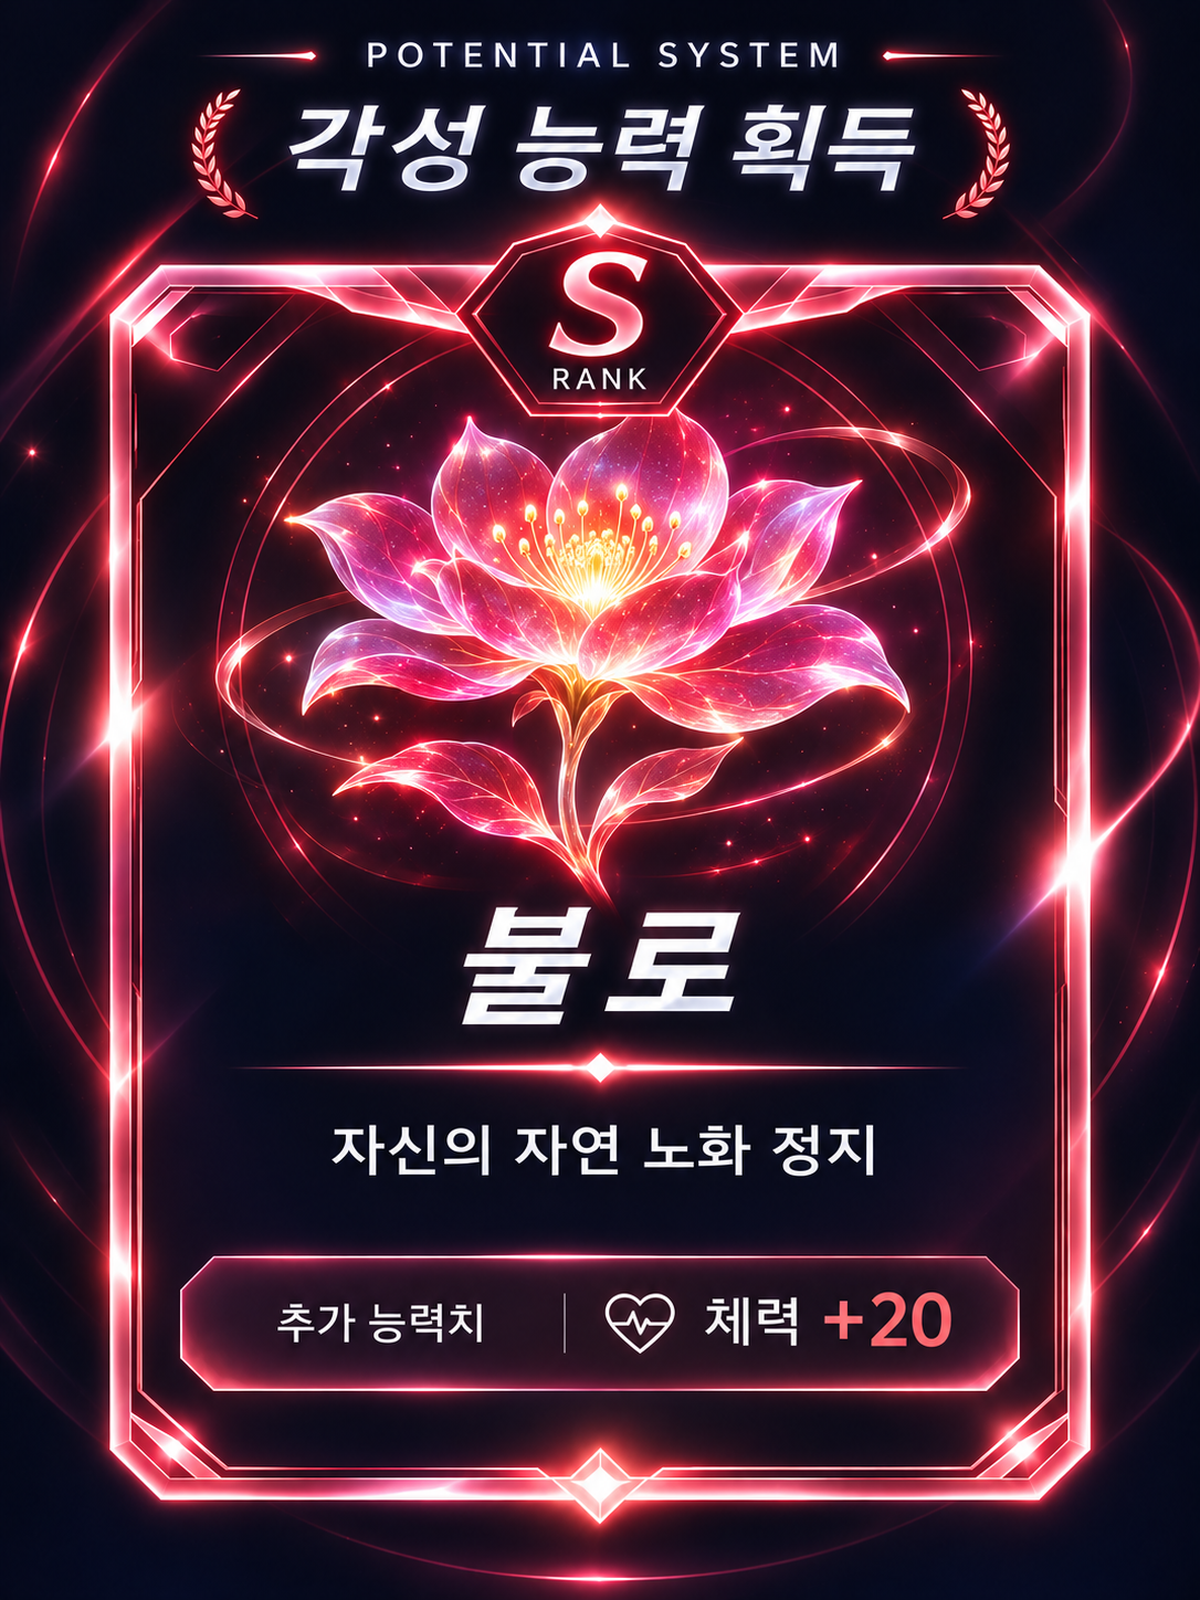 POTENTIAL SYSTEM
각성 능력 획득
S
RANK
불로
자신의 자연 노화 정지
추가 능력치 체력 +20